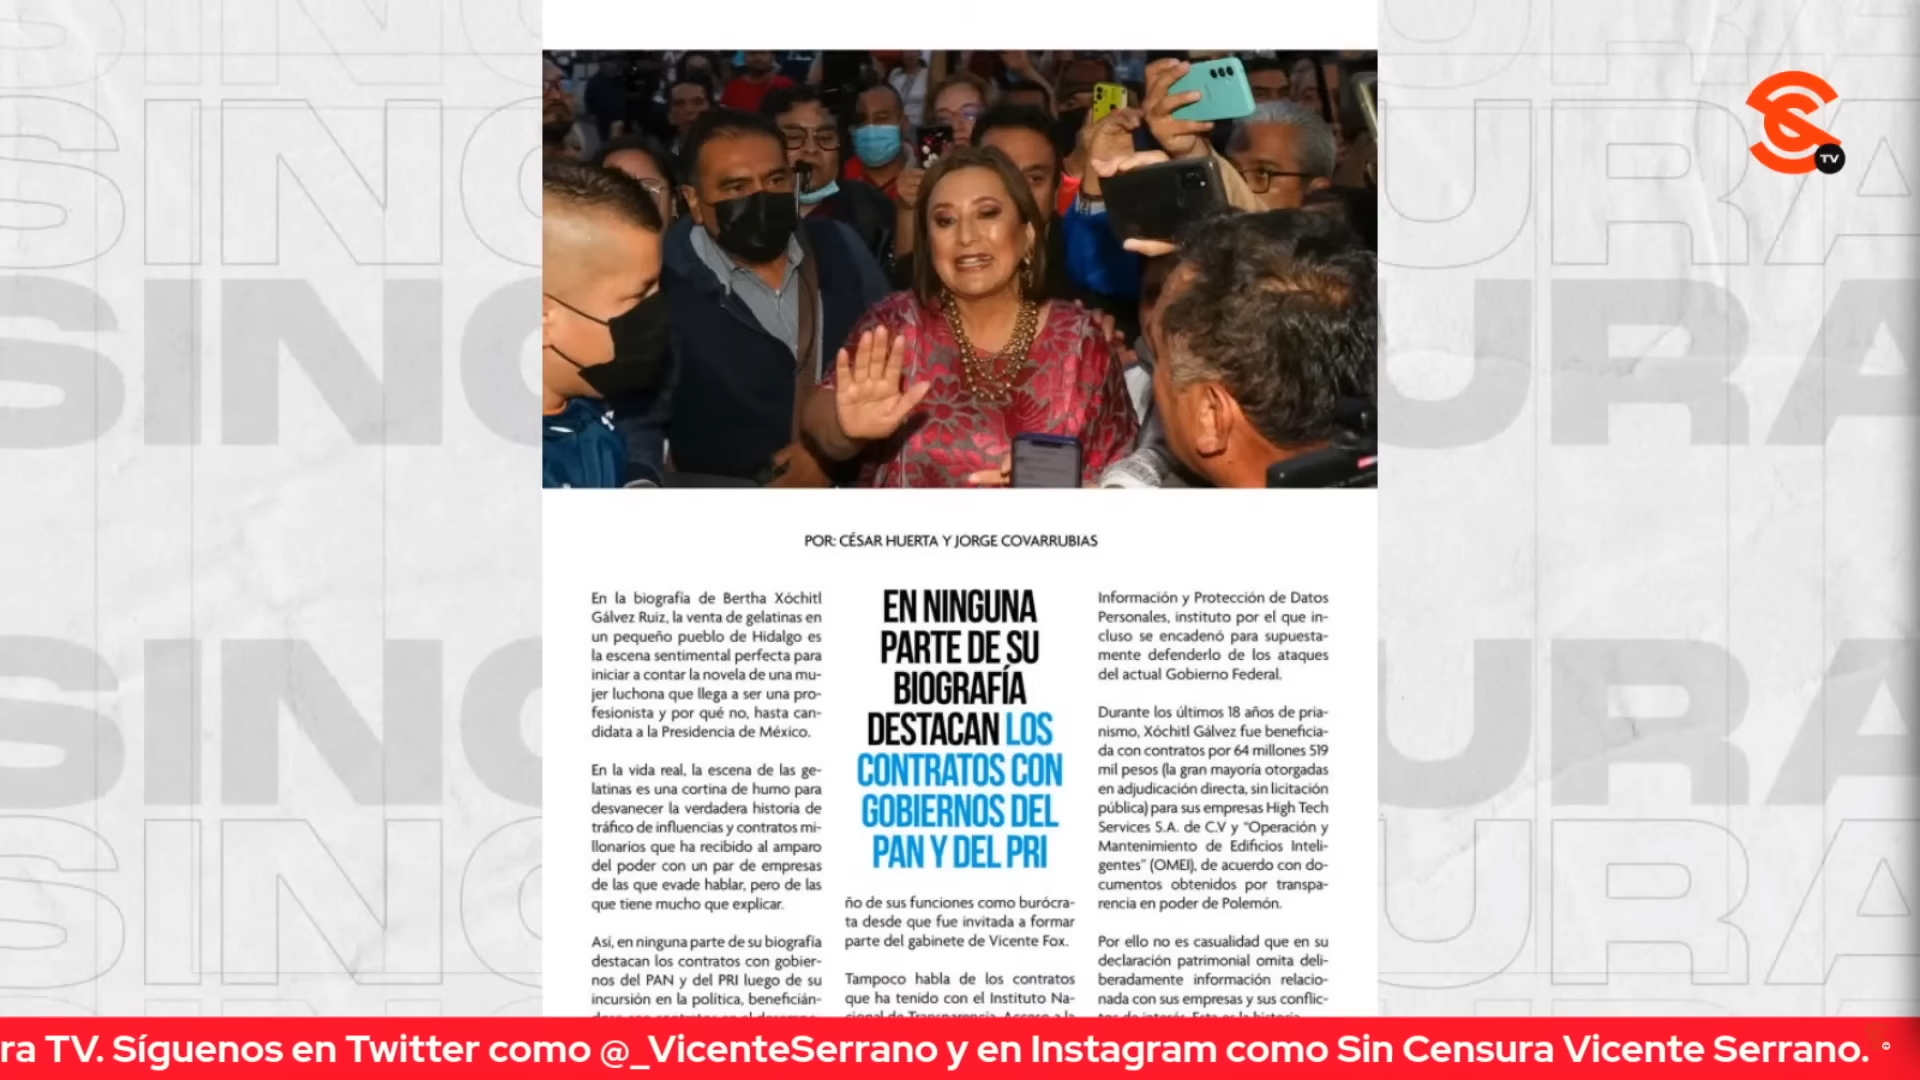 SINC
URA
TV
POR: CÉSAR HUERTA Y JORGE COVARRUBIAS
En la biografía de Bertha Xóchitl
Gálvez Ruiz, la venta de gelatinas en
un pequeño pueblo de Hidalgo es
la escena sentimental perfecta para
iniciar a contar la novela de una mu-
jer luchona que llega a ser una pro-
fesionista y por qué no, hasta can-
didata a la Presidencia de México.
En la vida real, la escena de las ge-
latinas es una cortina de humo para
desvanecer la verdadera historia de
tráfico de influencias y contratos mi-
llonarios que ha recibido al amparo
del poder con un par de empresas
de las que evade hablar, pero de las
que tiene mucho que explicar.
Así, en ninguna parte de su biografía
destacan los contratos con gobier-
nos del PAN y del PRI luego de su
incursión en la política, benefician-
EN NINGUNA
PARTE DE SU
BIOGRAFÍA
DESTACAN LOS
CONTRATOS CON
GOBIERNOS DEL
PAN Y DEL PRI
ño de sus funciones como burócra-
ta desde que fue invitada a formar
parte del gabinete de Vicente Fox.
Tampoco habla de los contratos
que ha tenido con el Instituto Na-
cional de Transparencia, Acceso a la
Información y Protección de Datos
Personales, instituto por el que in-
cluso se encadenó para supuesta-
mente defenderlo de los ataques
del actual Gobierno Federal.
Durante los últimos 18 años de pria-
nismo, Xóchitl Gálvez fue beneficia-
da con contratos por 64 millones 519
mil pesos (la gran mayoría otorgadas
en adjudicación directa, sin licitación
pública) para sus empresas High Tech
Services S.A. de C.V y "Operación y
Mantenimiento de Edificios Inteli-
gentes" (OMEI), de acuerdo con do-
cumentos obtenidos por transpa-
rencia en poder de Polemón.
Por ello no es casualidad que en su
declaración patrimonial omita deli-
beradamente información relacio-
nada con sus empresas y sus conflic-
ra TV. Síguenos en Twitter como @_VicenteSerrano y en Instagram como Sin Censura Vicente Serrano.